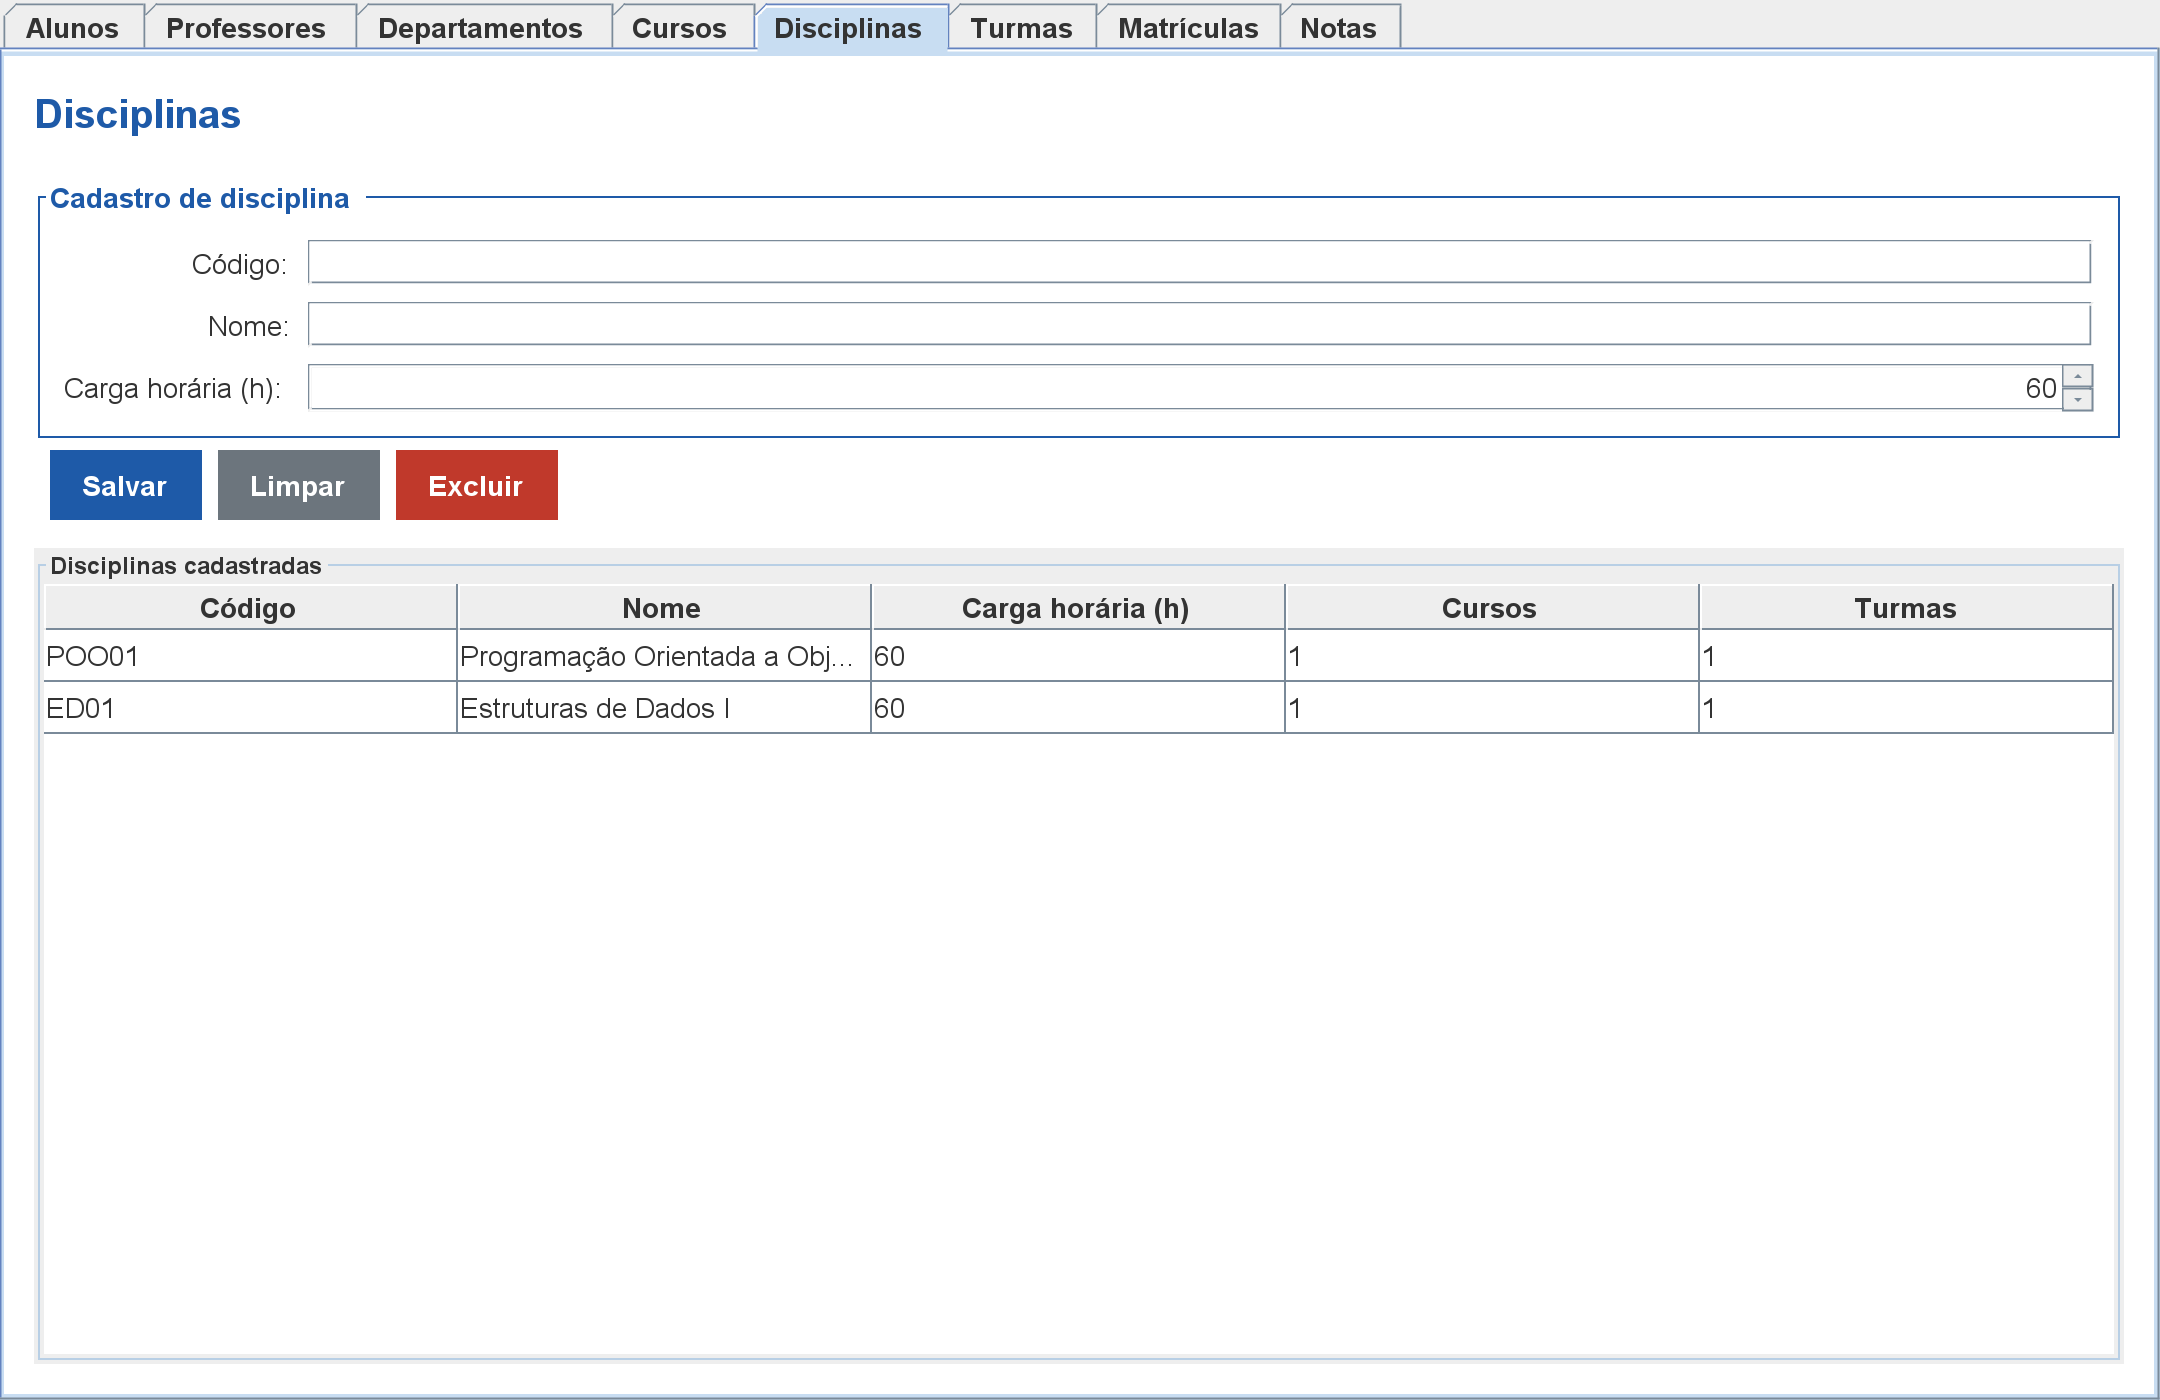 Alunos Professores Departamentos Cursos Disciplinas Turmas Matrículas Notas
Disciplinas
Cadastro de disciplina
Código:
Nome:
Carga horária (h): 60
Salvar Limpar Excluir
Disciplinas cadastradas
Código Nome Carga horária (h) Cursos Turmas
POO01 Programação Orientada a Obj... 60 1 1
ED01 Estruturas de Dados I 60 1 1